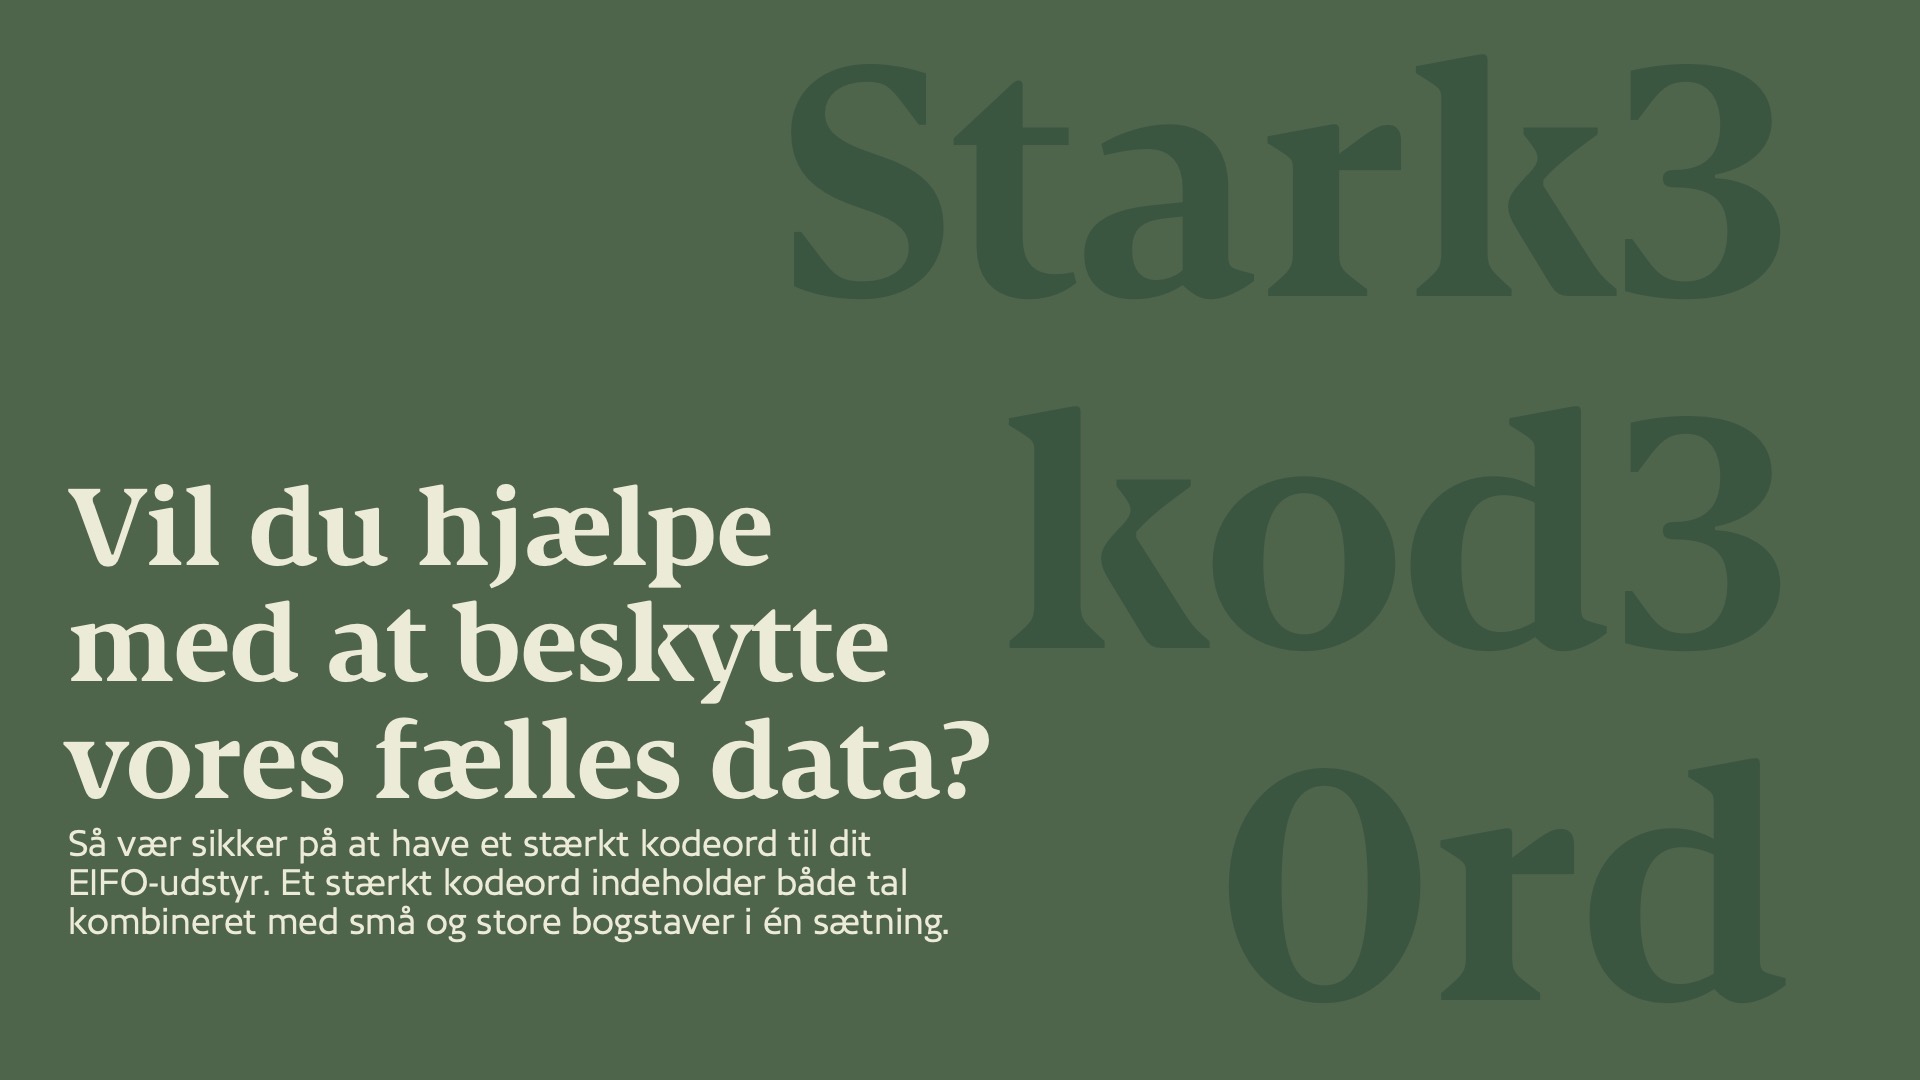 Stark3
kod3
0rd
Vil du hjælpe
med at beskytte
vores fælles data?
Så vær sikker på at have et stærkt kodeord til dit
EIFO-udstyr. Et stærkt kodeord indeholder både tal
kombineret med små og store bogstaver i én sætning.